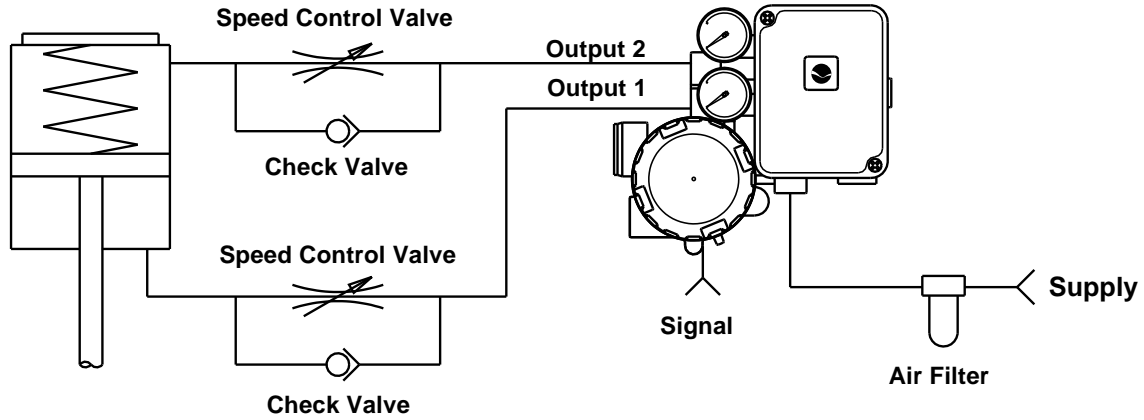 Speed Control Valve
Output 2
Output 1
Check Valve
Speed Control Valve
Supply
Signal
Air Filter
Check Valve